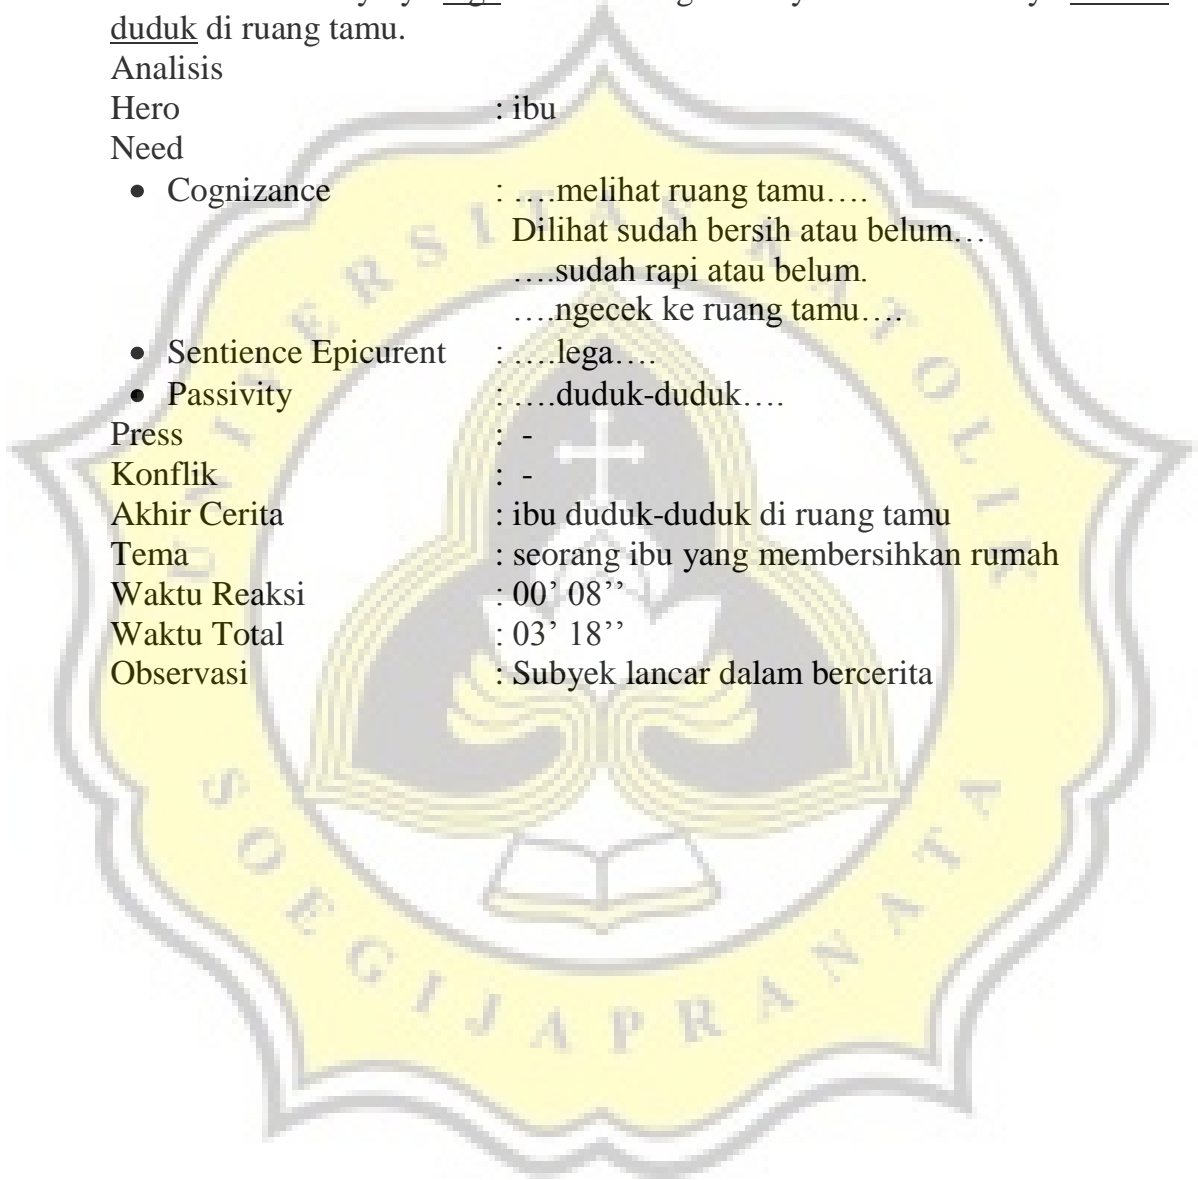 duduk di ruang tamu.
Analisis
Hero : ibu
Need
• Cognizance : ….melihat ruang tamu….
Dilihat sudah bersih atau belum…
….sudah rapi atau belum.
….ngecek ke ruang tamu….
• Sentience Epicurent : ….lega….
• Passivity : ….duduk-duduk….
Press : -
Konflik : -
Akhir Cerita : ibu duduk-duduk di ruang tamu
Tema : seorang ibu yang membersihkan rumah
Waktu Reaksi : 00’ 08’’
Waktu Total : 03’ 18’’
Observasi : Subyek lancar dalam bercerita
UNIVERSITAS KATOLIK
SOEGIJAPRANATA